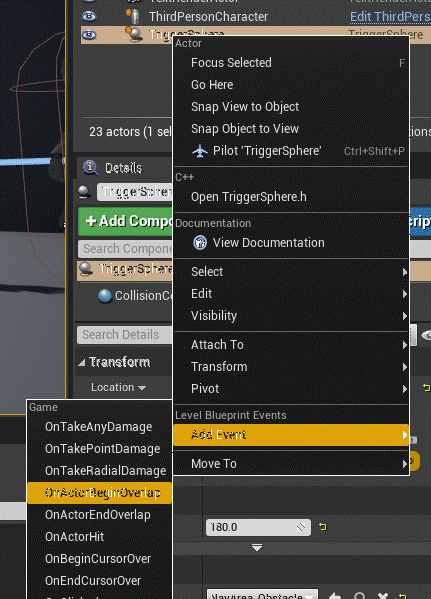 ThirdPersonCharacter Edit ThirdPers
TriggerSphere
Actor
Focus Selected F
Go Here
Snap View to Object
Snap Object to View
Pilot 'TriggerSphere' Ctrl+Shift+P
23 actors (1 sel
Details
C++
Open TriggerSphere.h
TriggerSphere
+Add Compo
Documentation
View Documentation
Search Compone
TriggerSphere
Select
CollisionCo
Edit
Visibility
Search Details
Attach To
Transform
Transform
Location
Pivot
Level Blueprint Events
Add Event
Move To
Game
OnTakeAnyDamage
OnTakePointDamage
OnTakeRadialDamage
OnActorBeginOverlap
OnActorEndOverlap
OnActorHit
180.0
OnBeginCursorOver
OnEndCursorOver
NavArea_Obstacle